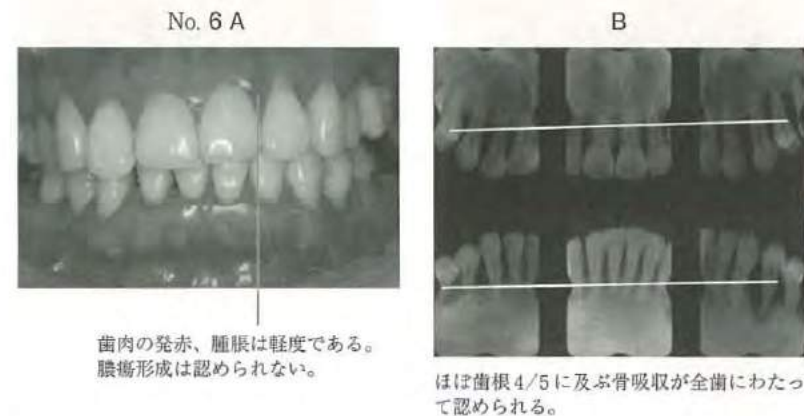 No. 6 A
B
歯肉の発赤、腫脹は軽度である。
膿瘍形成は認められない。
ほぼ歯根4/5に及ぶ骨吸収が全歯にわたっ
て認められる。